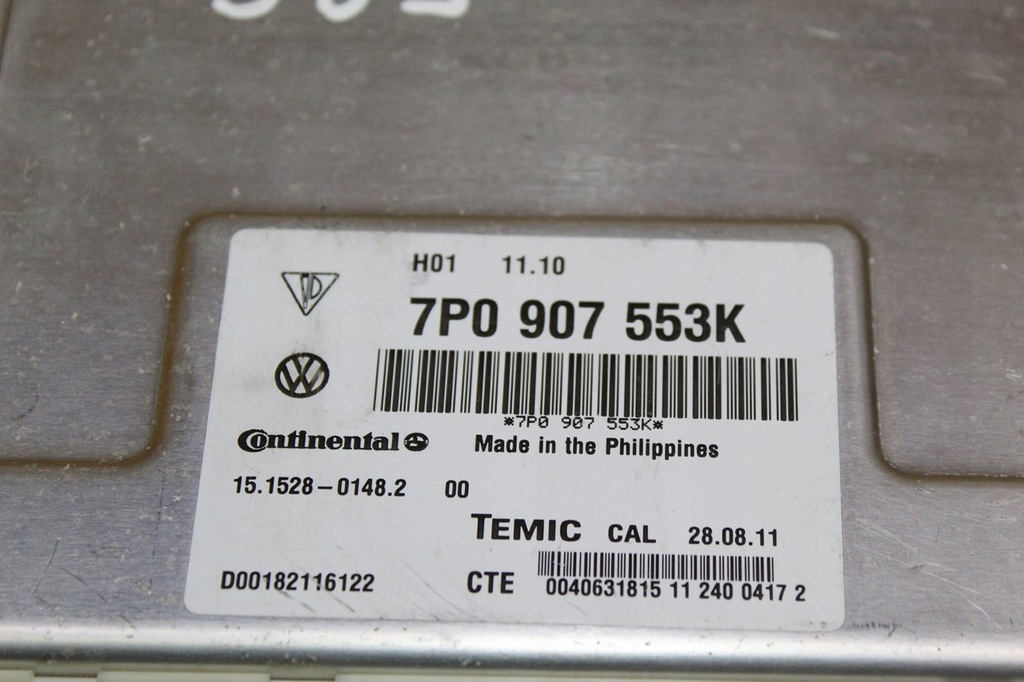 H01 11.10
7P0 907 553K
*7P0 907 553K*
Continental Made in the Philippines
15.1528-0148.2 00
TEMIC CAL 28.08.11
D00182116122 CTE 0040631815 11 240 0417 2